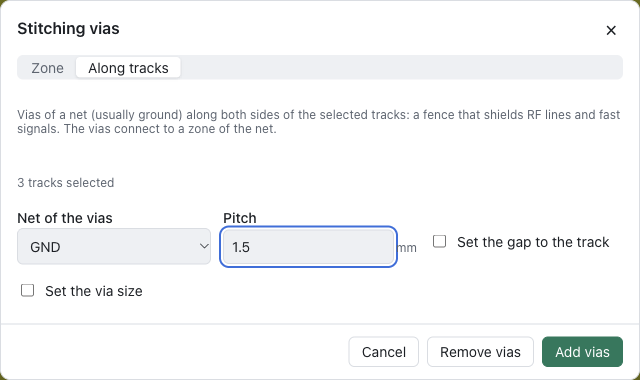 Stitching vias
Zone
Along tracks
Vias of a net (usually ground) along both sides of the selected tracks: a fence that shields RF lines and fast
signals. The vias connect to a zone of the net.
3 tracks selected
Net of the vias
Pitch
GND
1.5
mm
Set the gap to the track
Set the via size
Cancel
Remove vias
Add vias